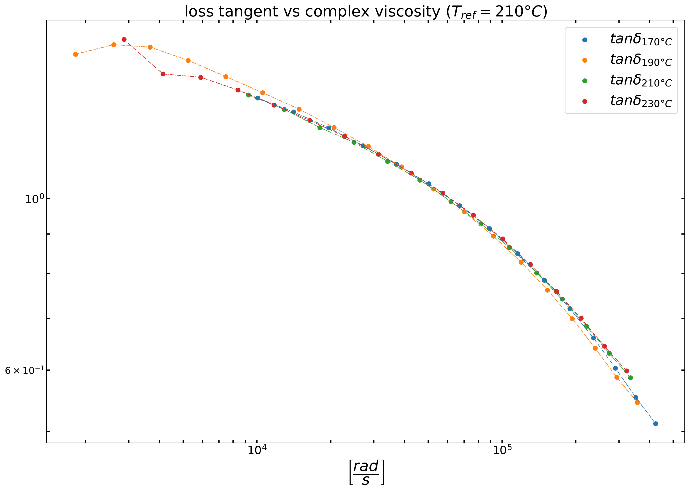 loss tangent vs complex viscosity (T_ref = 210°C)
tanδ_170°C
tanδ_190°C
tanδ_210°C
tanδ_230°C
10^0
6 × 10^-1
10^4
10^5
[rad/s]